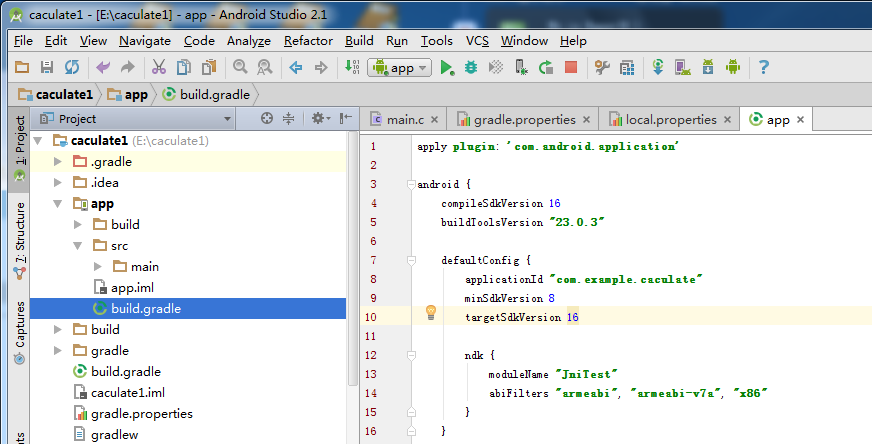 caculate1 - [E:\caculate1] - app - Android Studio 2.1
File Edit View Navigate Code Analyze Refactor Build Run Tools VCS Window Help
app
caculate1 app build.gradle
1: Project
7: Structure
Captures
Project
caculate1 (E:\caculate1)
.gradle
.idea
app
build
src
main
app.iml
build.gradle
build
gradle
build.gradle
caculate1.iml
gradle.properties
gradlew
main.c gradle.properties local.properties app
1 apply plugin: 'com.android.application'
2
3 android {
4 compileSdkVersion 16
5 buildToolsVersion "23.0.3"
6
7 defaultConfig {
8 applicationId "com.example.caculate"
9 minSdkVersion 8
10 targetSdkVersion 16
11
12 ndk {
13 moduleName "JniTest"
14 abiFilters "armeabi", "armeabi-v7a", "x86"
15 }
16 }